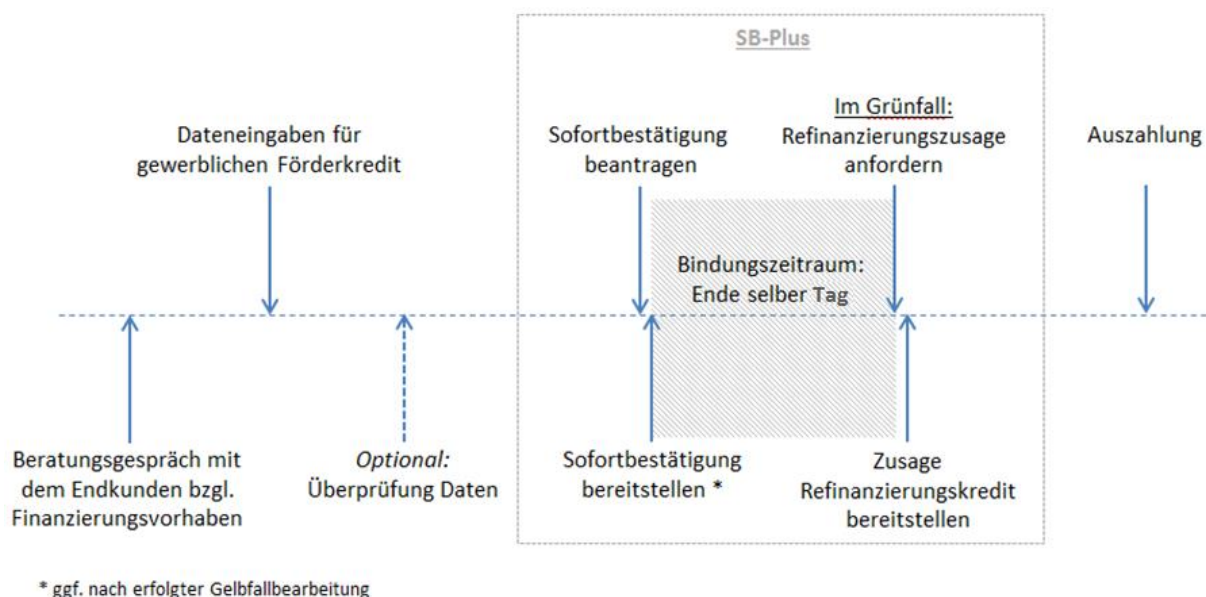 SB-Plus
Dateneingaben für
gewerblichen Förderkredit
Sofortbestätigung
beantragen
Im Grünfall:
Refinanzierungszusage
anfordern
Auszahlung
Bindungszeitraum:
Ende selber Tag
Beratungsgespräch mit
dem Endkunden bzgl.
Finanzierungsvorhaben
Optional:
Überprüfung Daten
Sofortbestätigung
bereitstellen *
Zusage
Refinanzierungskredit
bereitstellen
* ggf. nach erfolgter Gelbfallbearbeitung